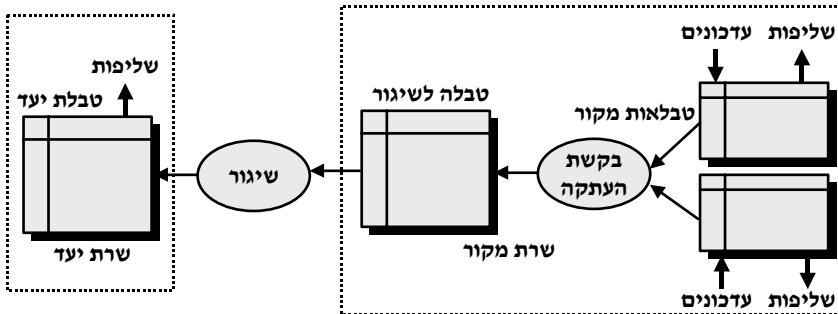 שליפות עדכונים
טבלאות מקור
בקשת
העתקה
טבלה לשיגור
שרת מקור
שליפות עדכונים
שיגור
שליפות
טבלת יעד
שרת יעד